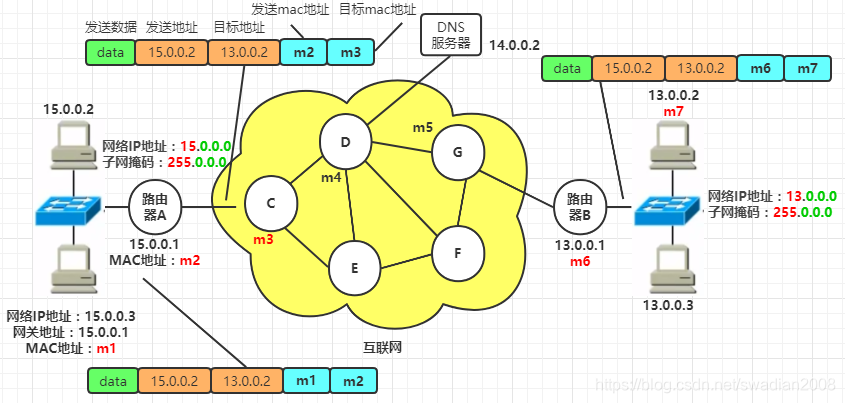 发送mac地址
目标mac地址
发送数据 发送地址 目标地址
data 15.0.0.2 13.0.0.2 m2 m3
DNS
服务器
14.0.0.2
data 15.0.0.2 13.0.0.2 m6 m7
15.0.0.2
网络IP地址：15.0.0.0
子网掩码：255.0.0.0
13.0.0.2
m7
D
m4
m5
G
C
m3
E
F
路由
器A
15.0.0.1
MAC地址：m2
路由
器B
13.0.0.1
m6
网络IP地址：13.0.0.0
子网掩码：255.0.0.0
13.0.0.3
网络IP地址：15.0.0.3
网关地址：15.0.0.1
MAC地址：m1
互联网
data 15.0.0.2 13.0.0.2 m1 m2
https://blog.csdn.net/swadian2008